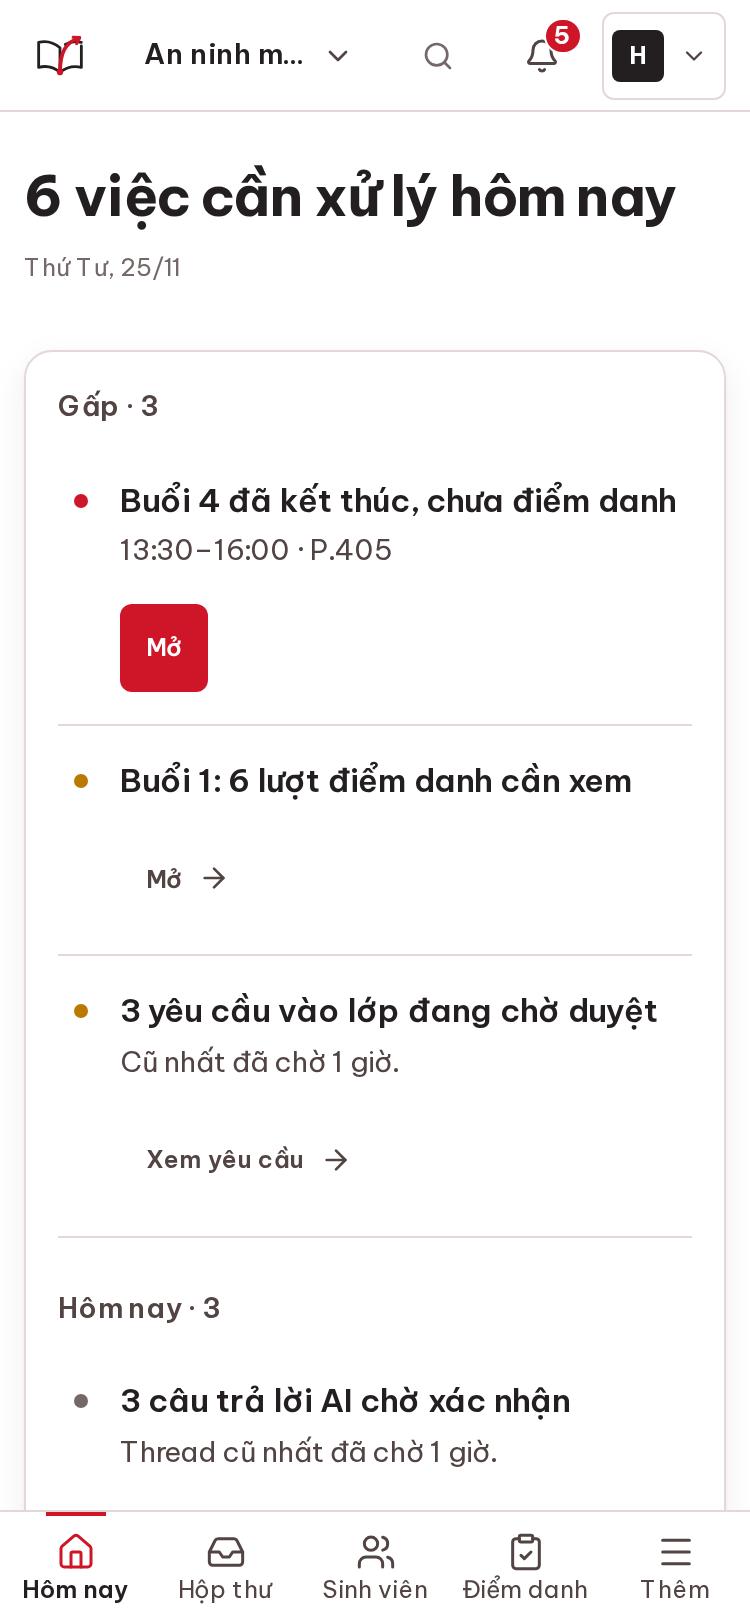 An ninh m...
5
H
6 việc cần xử lý hôm nay
Thứ Tư, 25/11
Gấp · 3
Buổi 4 đã kết thúc, chưa điểm danh
13:30–16:00 · P.405
Mở
Buổi 1: 6 lượt điểm danh cần xem
Mở →
3 yêu cầu vào lớp đang chờ duyệt
Cũ nhất đã chờ 1 giờ.
Xem yêu cầu →
Hôm nay · 3
3 câu trả lời AI chờ xác nhận
Thread cũ nhất đã chờ 1 giờ.
Hôm nay
Hộp thư
Sinh viên
Điểm danh
Thêm